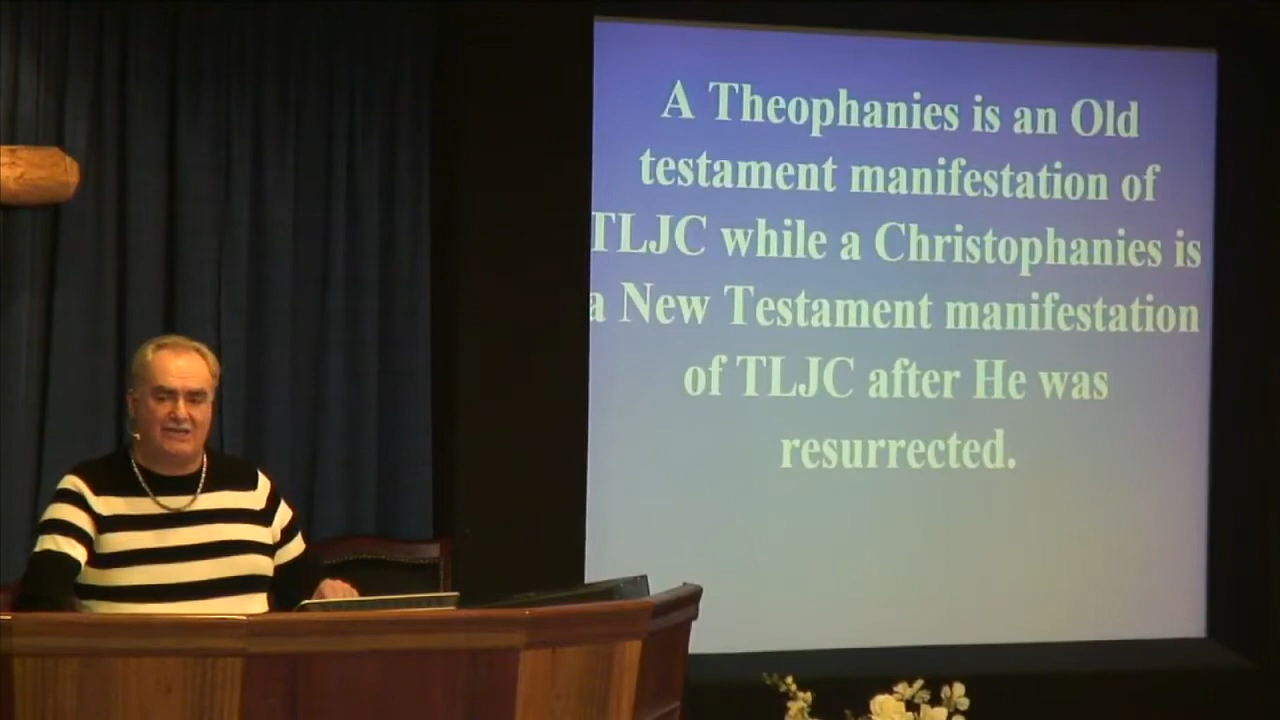 A Theophanies is an Old
testament manifestation of
TLJC while a Christophanies is
a New Testament manifestation
of TLJC after He was
resurrected.